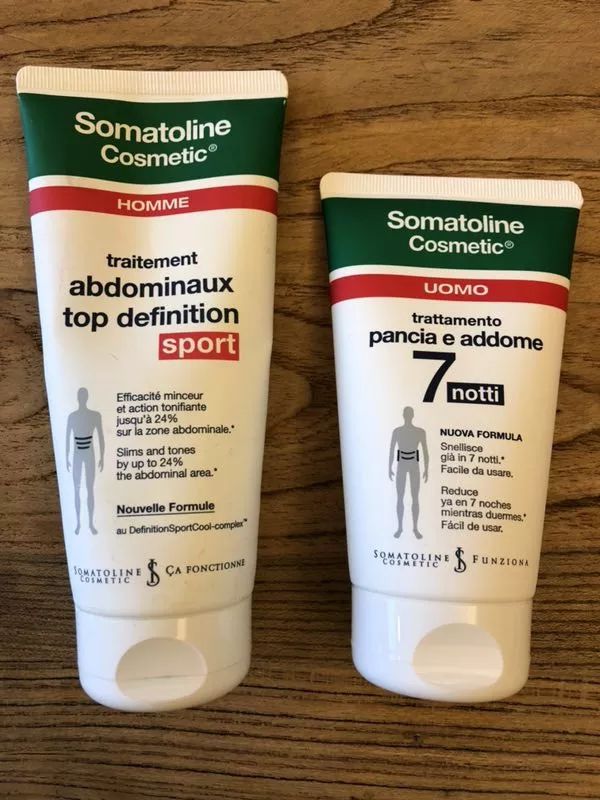 Somatoline
Cosmetic®
HOMME
traitement
abdominaux
top definition
sport
Efficacité minceur
et action tonifiante
jusqu'à 24%
sur la zone abdominale.*
Slims and tones
by up to 24%
the abdominal area.*
Nouvelle Formule
au DefinitionSportCool-complex™
SOMATOLINE
COSMETIC
ÇA FONCTIONNE
Somatoline
Cosmetic®
UOMO
trattamento
pancia e addome
7 notti
NUOVA FORMULA
Snellisce
già in 7 notti.*
Facile da usare.
Reduce
ya en 7 noches
mientras duermes.*
Fácil de usar.
SOMATOLINE
COSMETIC
FUNZIONA